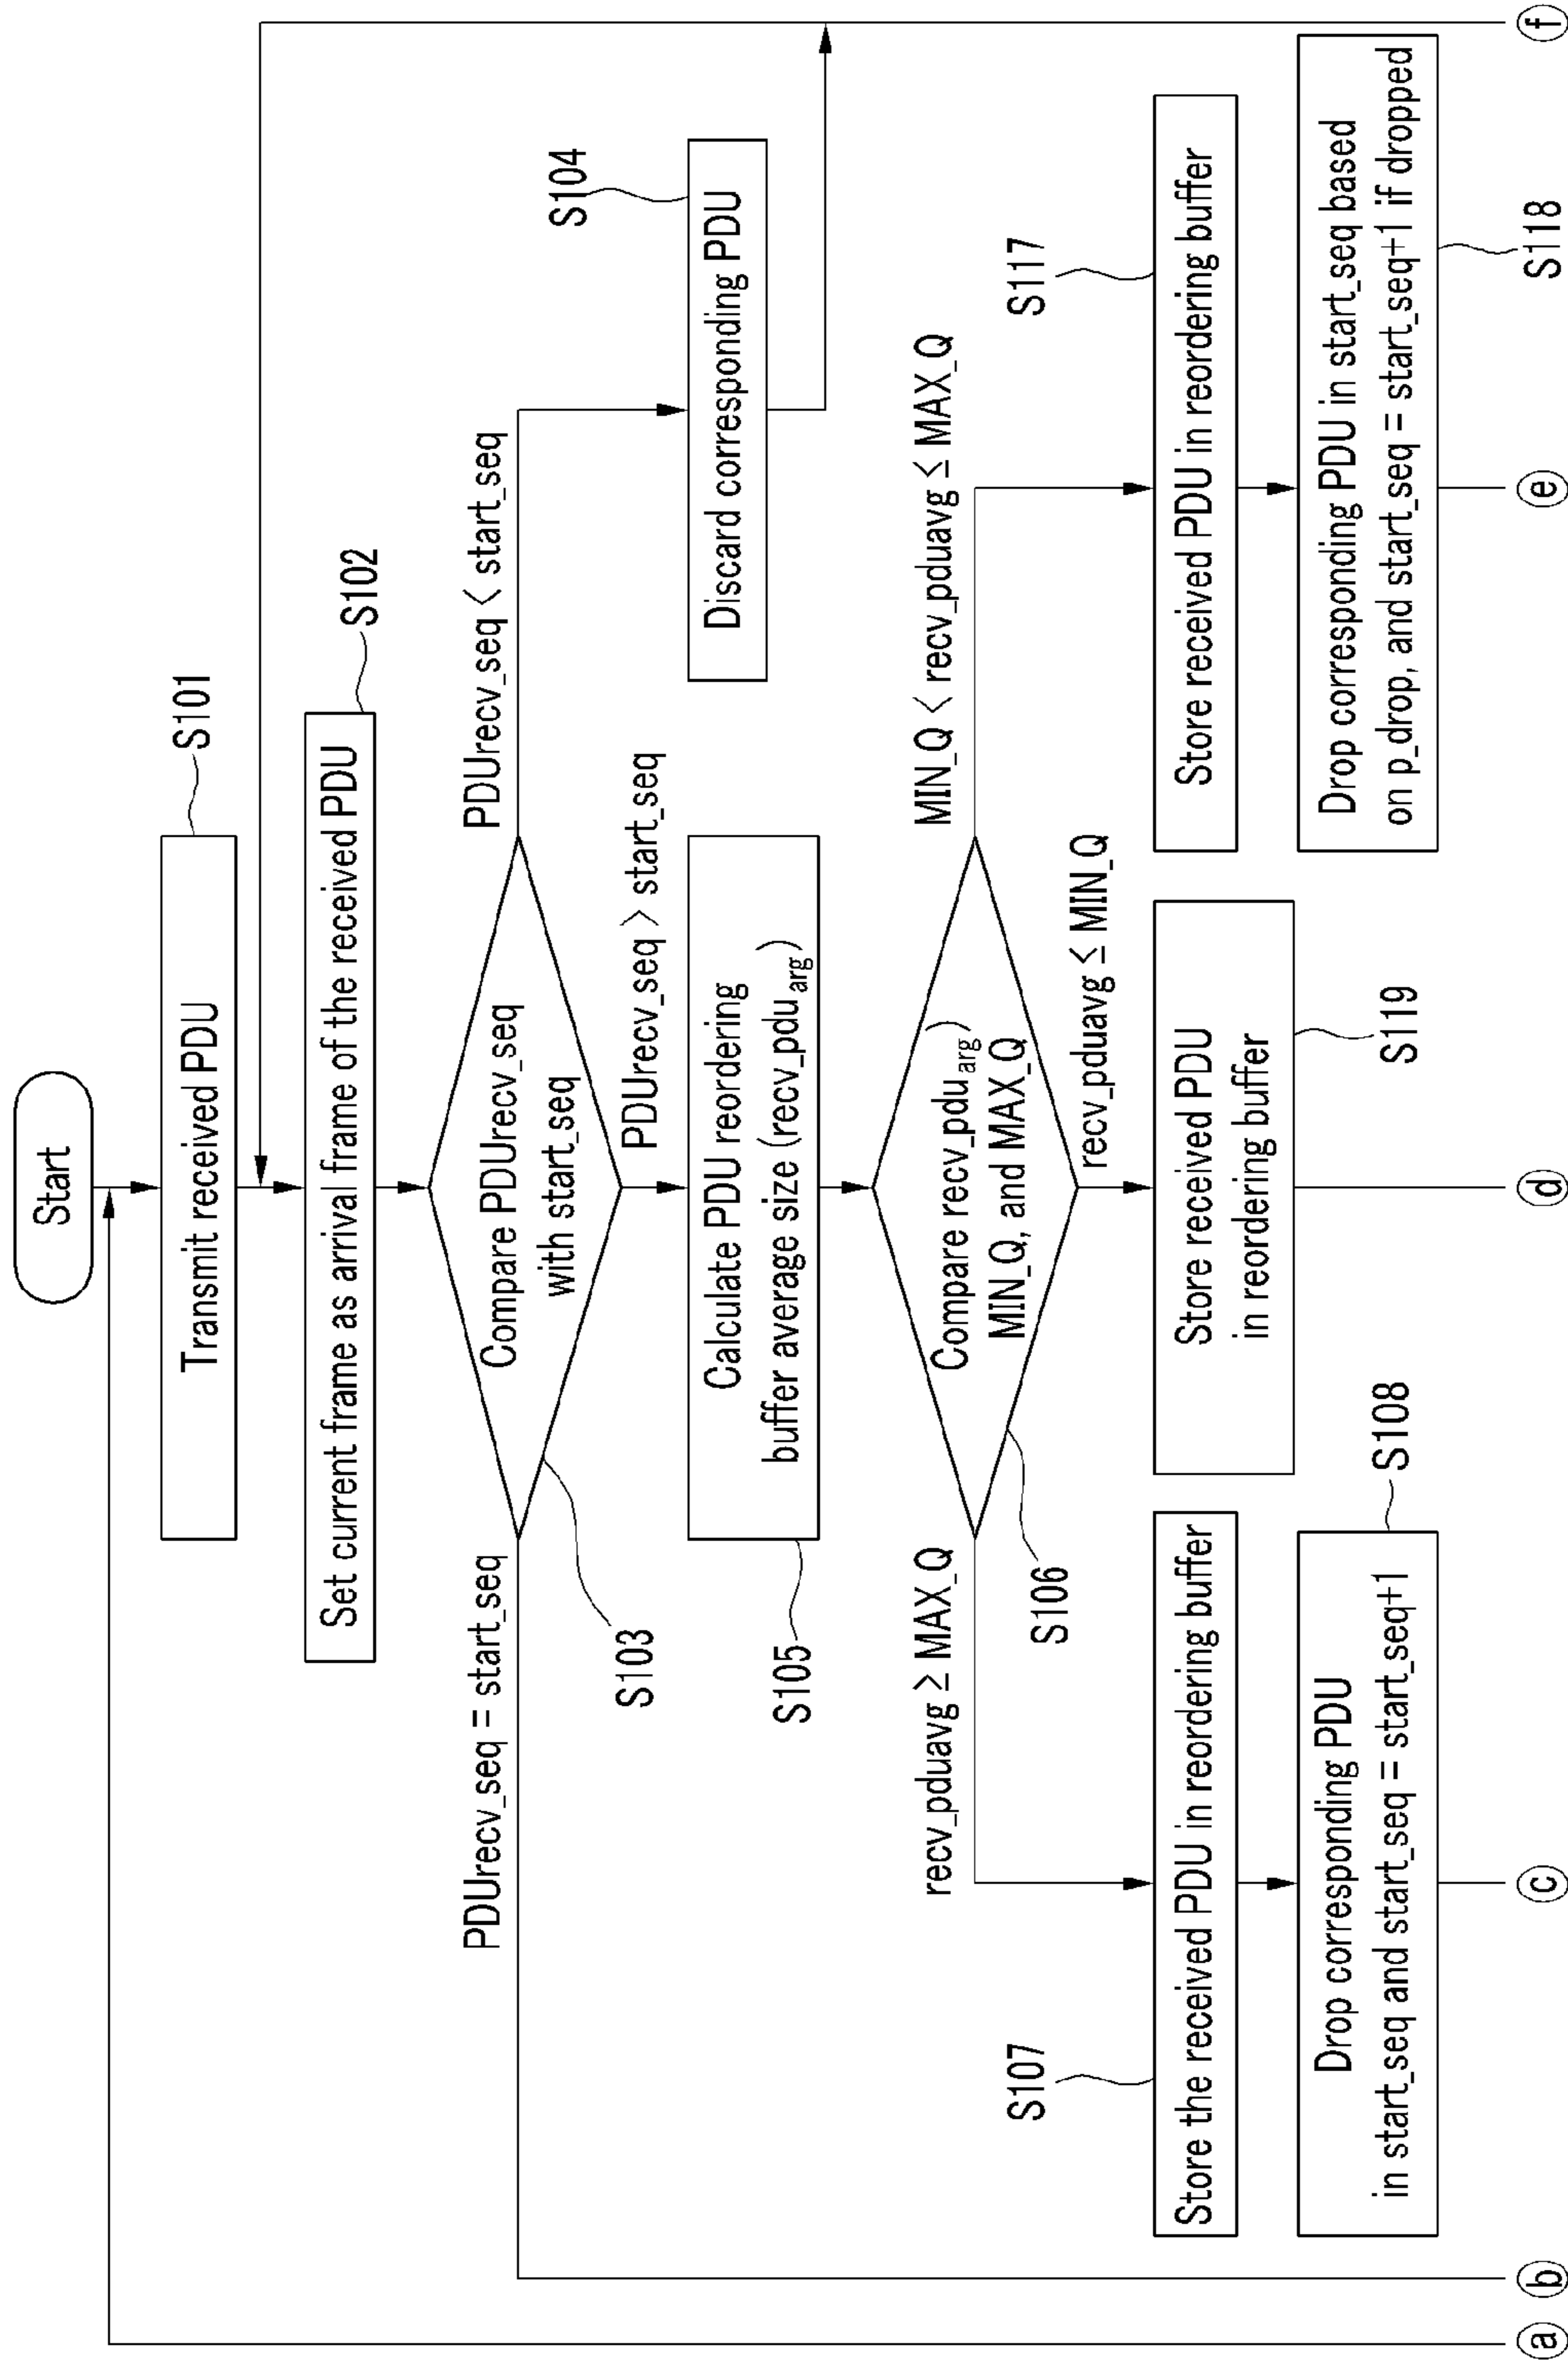 Start
Transmit received PDU
S101
Set current frame as arrival frame of the received PDU
S102
Compare PDUrecv_seq
with start_seq
S103
PDUrecv_seq = start_seq
PDUrecv_seq > start_seq
PDUrecv_seq < start_seq
Discard corresponding PDU
S104
Calculate PDU reordering
buffer average size (recv_pduarg)
S105
Compare recv_pduarg)
MIN_Q, and MAX_Q
S106
recv_pduavg ≥ MAX_Q
recv_pduavg ≤ MIN_Q
MIN_Q < recv_pduavg ≤ MAX_Q
Store the received PDU in reordering buffer
S107
Drop corresponding PDU
in start_seq and start_seq = start_seq+1
S108
Store received PDU
in reordering buffer
S119
Store received PDU in reordering buffer
S117
Drop corresponding PDU in start_seq based
on p_drop, and start_seq = start_seq+1 if dropped
S118
a
b
c
d
e
f